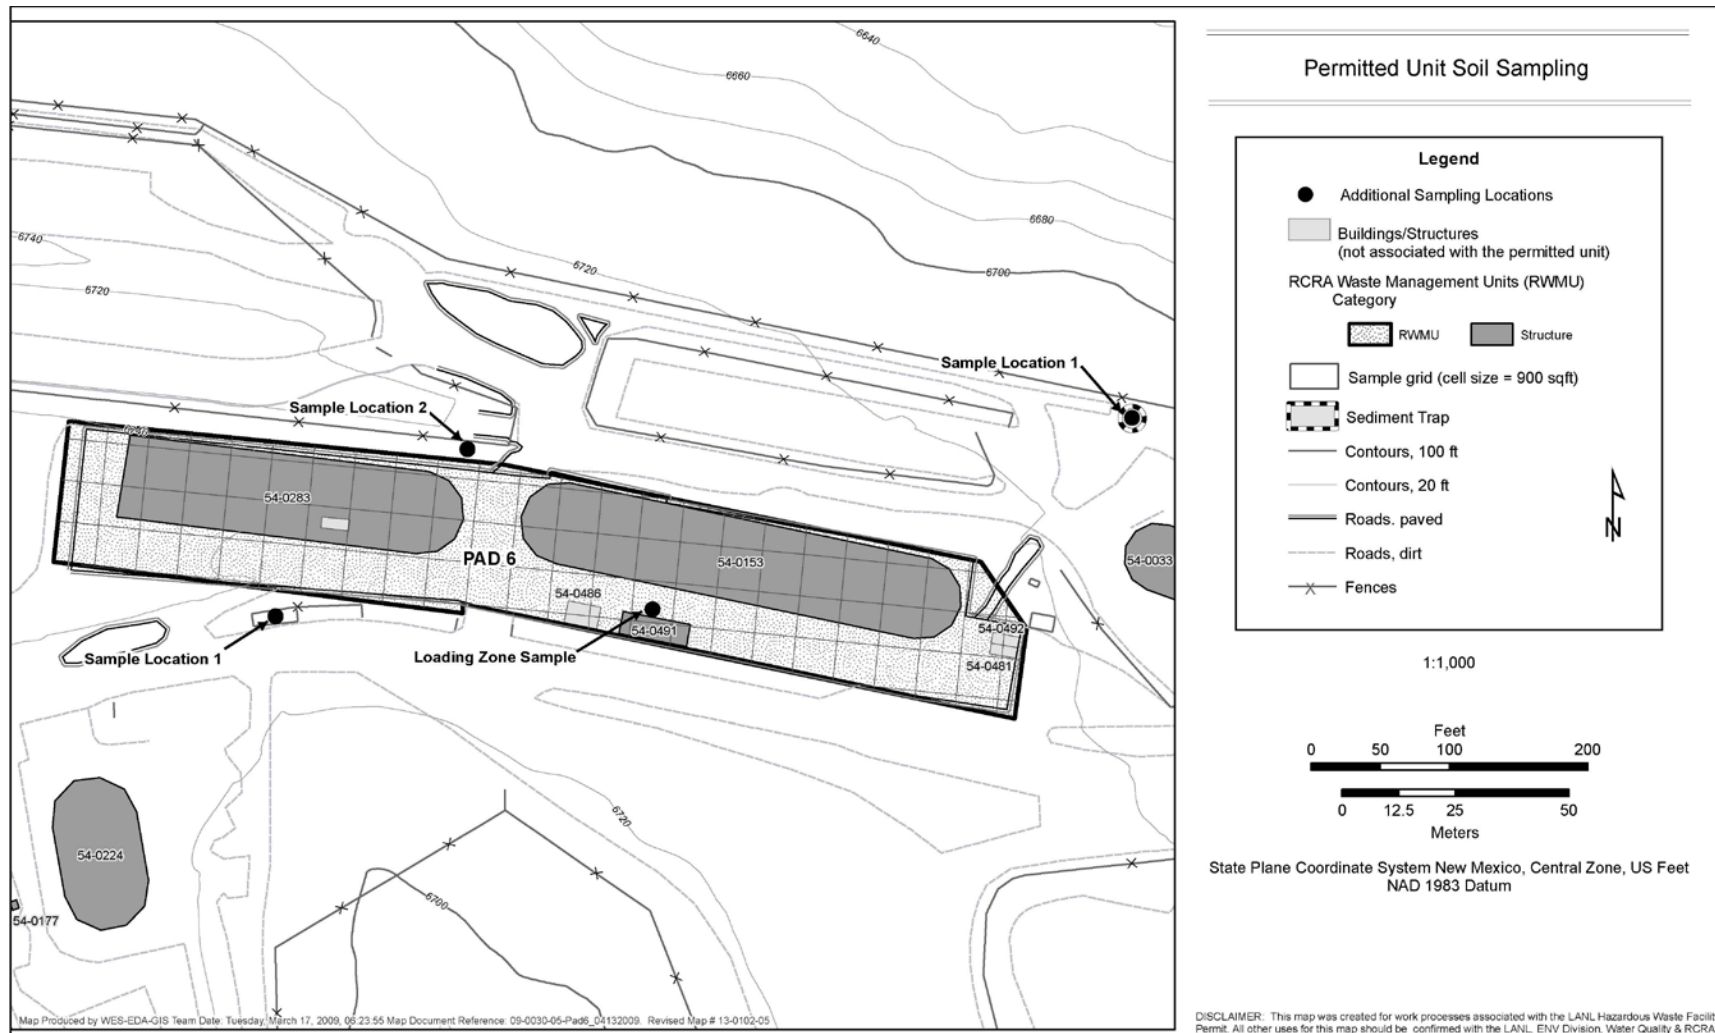 Permitted Unit Soil Sampling
Legend
Additional Sampling Locations
Buildings/Structures
(not associated with the permitted unit)
RCRA Waste Management Units (RWMU)
Category
RWMU
Structure
Sample grid (cell size = 900 sqft)
Sediment Trap
Contours, 100 ft
Contours, 20 ft
Roads. paved
Roads, dirt
Fences
N
1:1,000
Feet
0 50 100 200
0 12.5 25 50
Meters
State Plane Coordinate System New Mexico, Central Zone, US Feet
NAD 1983 Datum
DISCLAIMER: This map was created for work processes associated with the LANL Hazardous Waste Facilit
Permit. All other uses for this map should be confirmed with the LANL, ENV Division, Water Quality & RCRA
6640
6660
6680
6700
6740
6720
6720
Sample Location 1
Sample Location 2
54-0283
PAD 6
54-0153
54-0033
54-0486
54-0491
54-0492
54-0481
Sample Location 1
Loading Zone Sample
6720
54-0224
6700
54-0177
Map Produced by WES-EDA-GIS Team Date: Tuesday, March 17, 2009, 06:23:55 Map Document Reference: 09-0030-05-Pad6_04132009. Revised Map # 13-0102-05